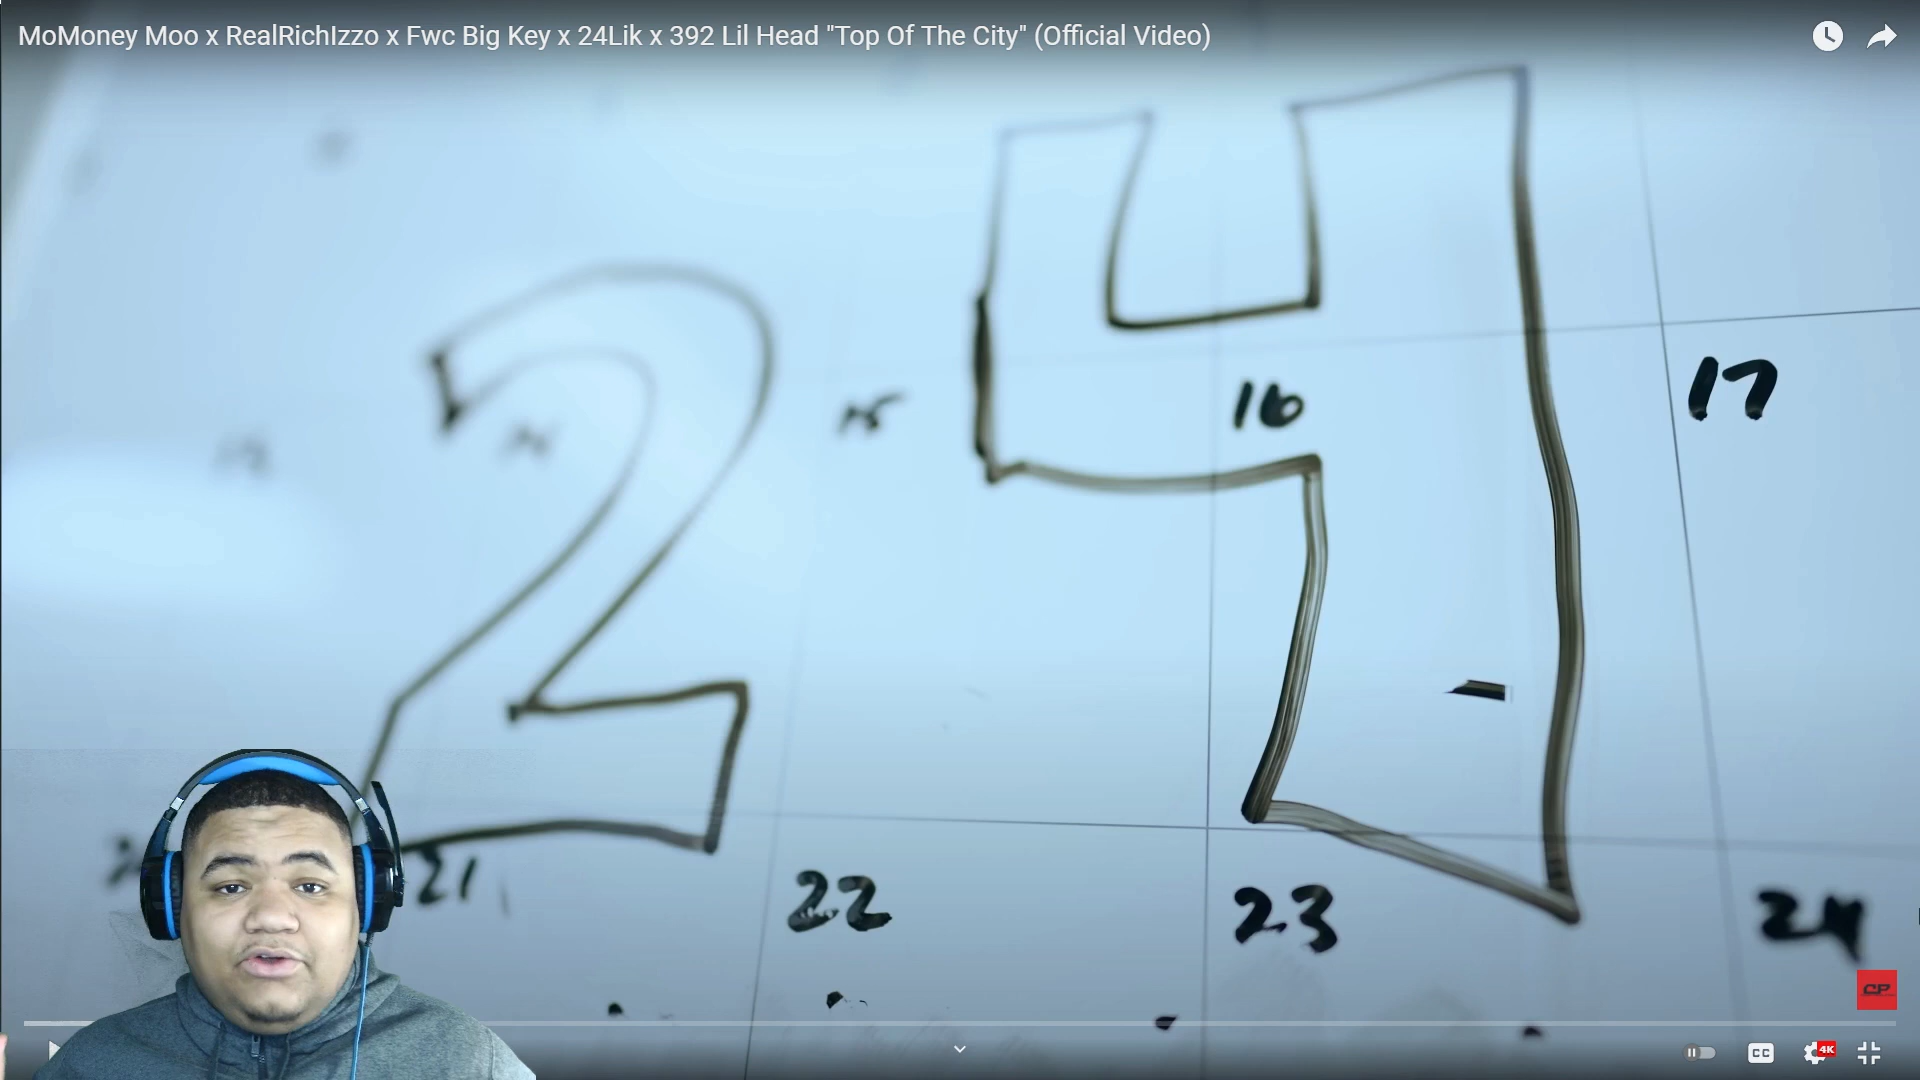 MoMoney Moo x RealRichIzzo x Fwc Big Key x 24Lik x 392 Lil Head "Top Of The City" (Official Video)
24
15 16 17
21 22 23 24
CP
CC 4K